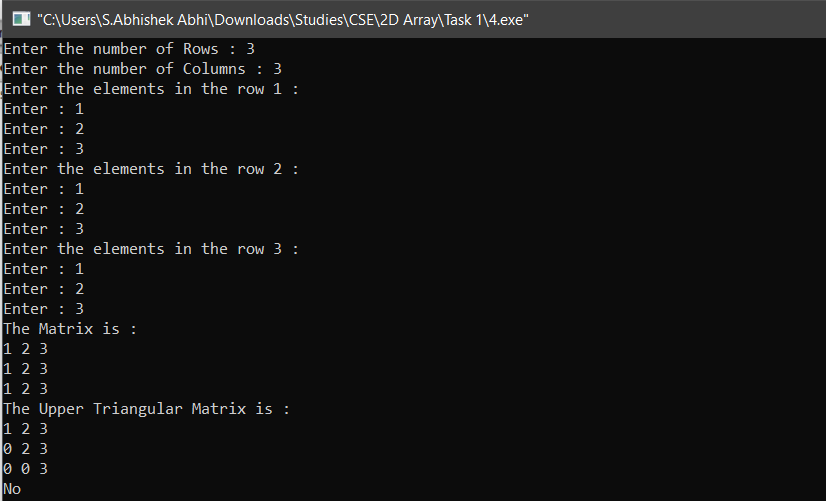 "C:\Users\S.Abhishek Abhi\Downloads\Studies\CSE\2D Array\Task 1\4.exe"
Enter the number of Rows : 3
Enter the number of Columns : 3
Enter the elements in the row 1 :
Enter : 1
Enter : 2
Enter : 3
Enter the elements in the row 2 :
Enter : 1
Enter : 2
Enter : 3
Enter the elements in the row 3 :
Enter : 1
Enter : 2
Enter : 3
The Matrix is :
1 2 3
1 2 3
1 2 3
The Upper Triangular Matrix is :
1 2 3
0 2 3
0 0 3
No